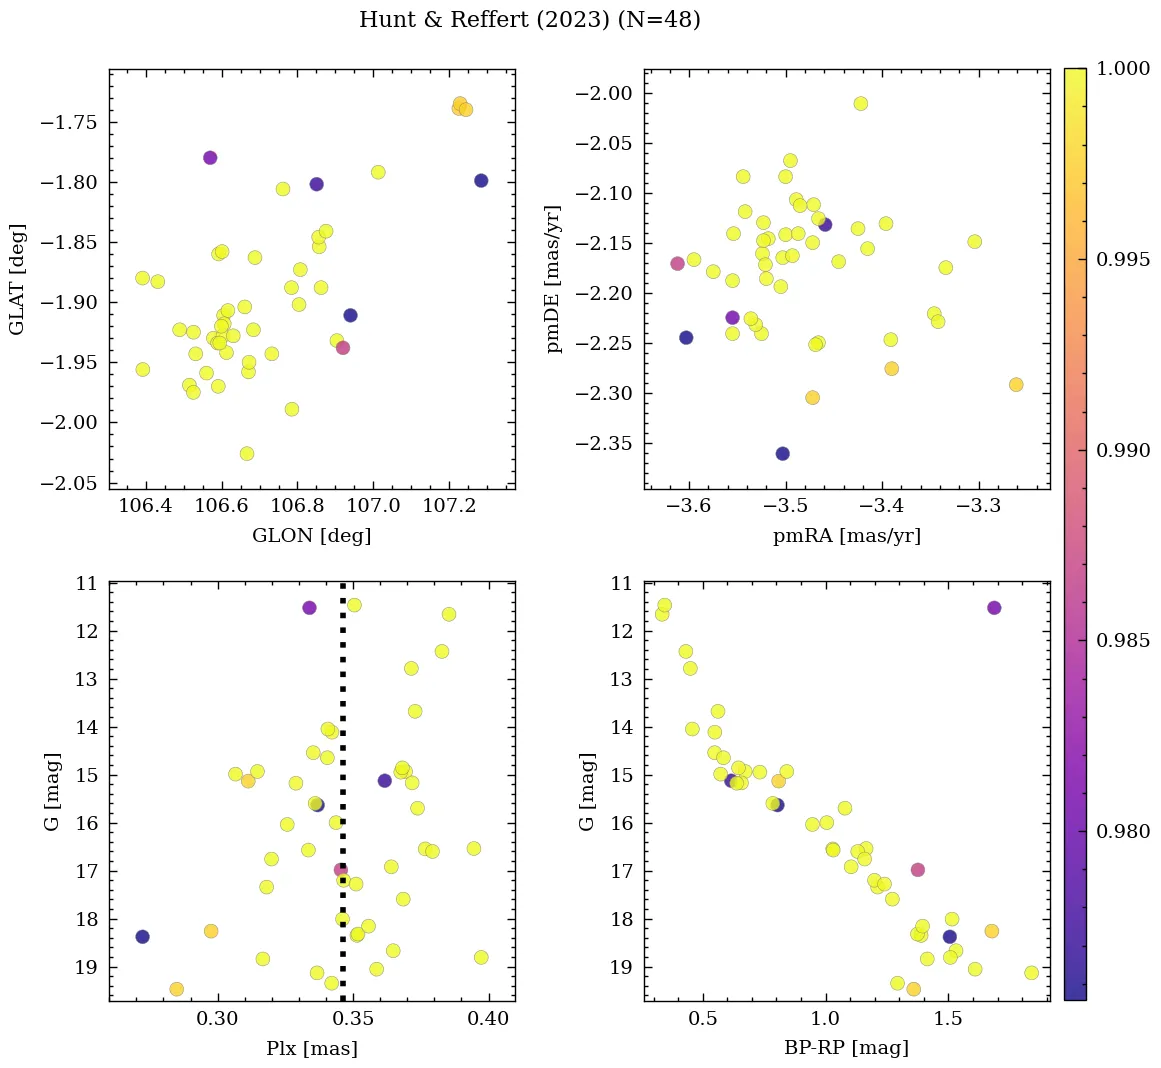 Hunt & Reffert (2023) (N=48)
−1.75
−1.80
−1.85
−1.90
−1.95
−2.00
−2.05
GLAT [deg]
106.4 106.6 106.8 107.0 107.2
GLON [deg]
−2.00
−2.05
−2.10
−2.15
−2.20
−2.25
−2.30
−2.35
pmDE [mas/yr]
−3.6 −3.5 −3.4 −3.3
pmRA [mas/yr]
1.000
0.995
0.990
0.985
0.980
11
12
13
14
15
16
17
18
19
G [mag]
0.30 0.35 0.40
Plx [mas]
11
12
13
14
15
16
17
18
19
G [mag]
0.5 1.0 1.5
BP-RP [mag]